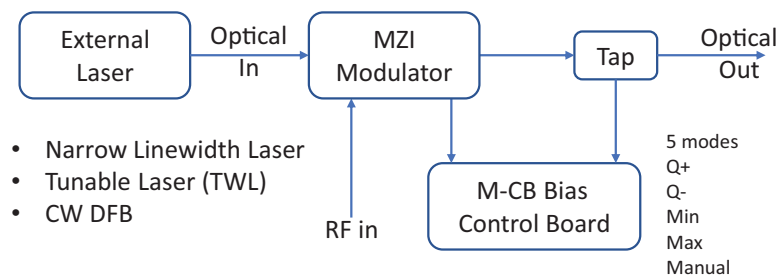 External
Laser
Optical
In
MZI
Modulator
Tap
Optical
Out
• Narrow Linewidth Laser
• Tunable Laser (TWL)
• CW DFB
RF in
M-CB Bias
Control Board
5 modes
Q+
Q-
Min
Max
Manual